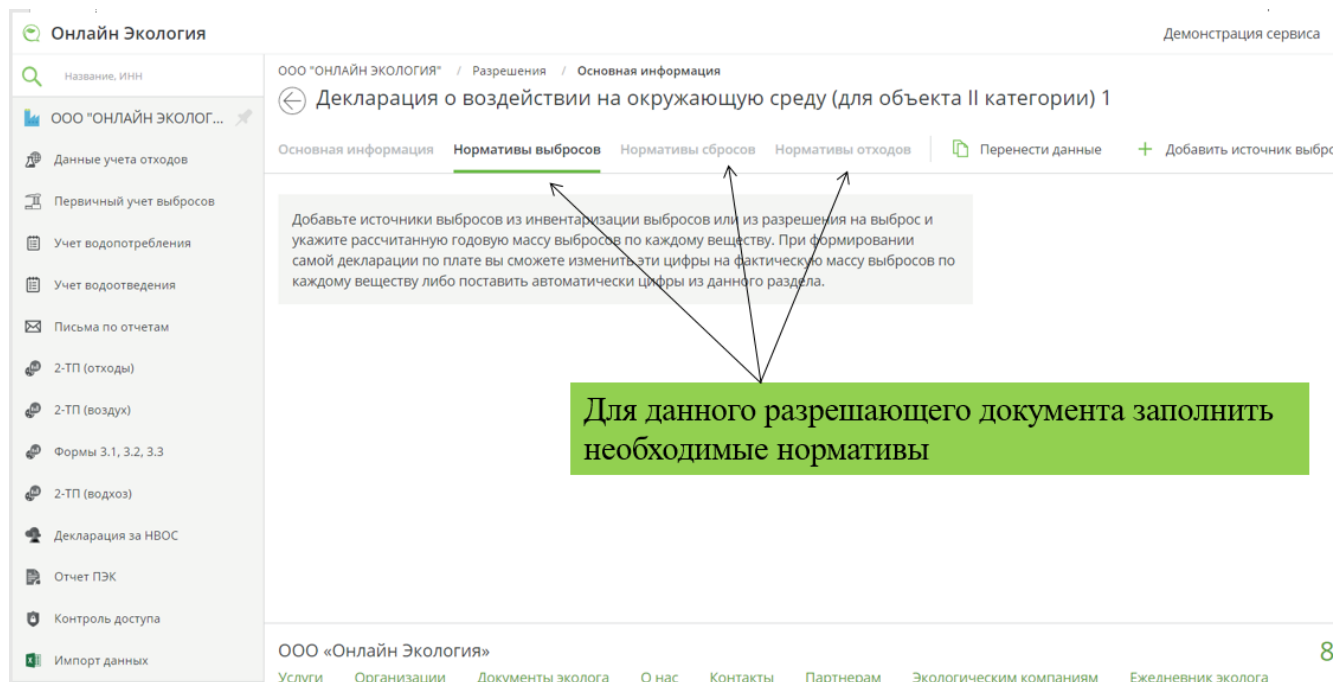 Онлайн Экология
Демонстрация сервиса
Название, ИНН
ООО "ОНЛАЙН ЭКОЛОГ...
Данные учета отходов
Первичный учет выбросов
Учет водопотребления
Учет водоотведения
Письма по отчетам
2-ТП (отходы)
2-ТП (воздух)
Формы 3.1, 3.2, 3.3
2-ТП (водхоз)
Декларация за НВОС
Отчет ПЭК
Контроль доступа
Импорт данных
ООО "ОНЛАЙН ЭКОЛОГИЯ" / Разрешения / Основная информация
Декларация о воздействии на окружающую среду (для объекта II категории) 1
Основная информация Нормативы выбросов Нормативы сбросов Нормативы отходов Перенести данные + Добавить источник выбро
Добавьте источники выбросов из инвентаризации выбросов или из разрешения на выброс и
укажите рассчитанную годовую массу выбросов по каждому веществу. При формировании
самой декларации по плате вы сможете изменить эти цифры на фактическую массу выбросов по
каждому веществу либо поставить автоматически цифры из данного раздела.
Для данного разрешающего документа заполнить
необходимые нормативы
ООО «Онлайн Экология»
8
Услуги Организации Документы эколога О нас Контакты Партнерам Экологическим компаниям Ежедневник эколога